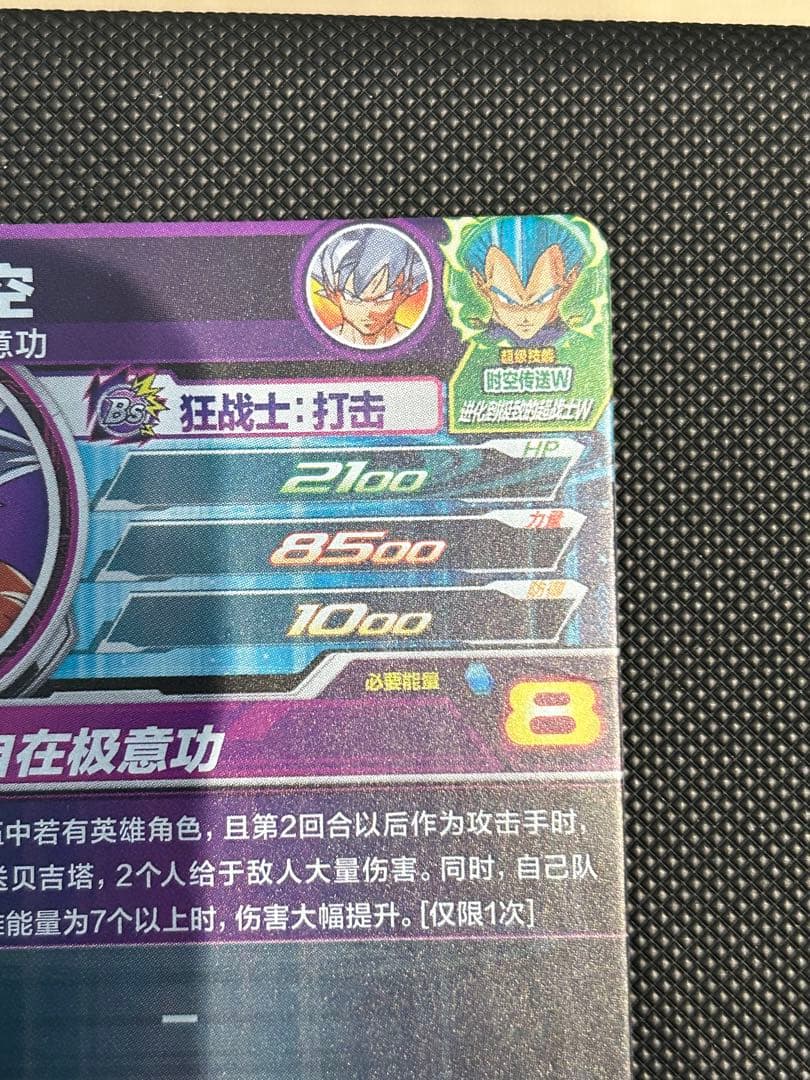 空
意功
超级技能
时空传送W
进化到极致的超战士W
Bs 狂战士:打击
HP
2100
力量
8500
防御
1000
必要能量 8
自在极意功
中若有英雄角色,且第2回合以后作为攻击手时,
送贝吉塔,2个人给于敌人大量伤害。同时,自己队
能量为7个以上时,伤害大幅提升。[仅限1次]
—